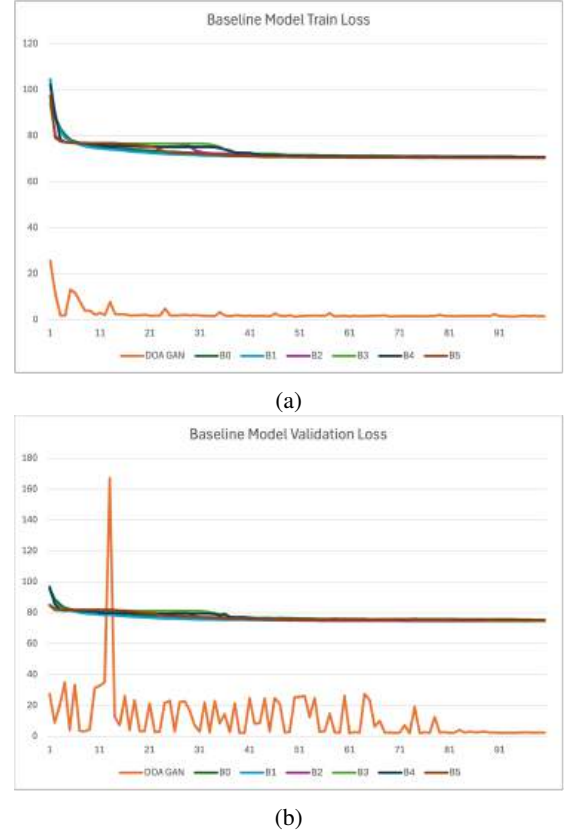 Baseline Model Train Loss
120
100
80
60
40
20
0
1 11 21 31 41 51 61 71 81 91
DOA GAN B0 B1 B2 B3 B4 B5
(a)
Baseline Model Validation Loss
180
160
140
120
100
80
60
40
20
0
1 11 21 31 41 51 61 71 81 91
DOA GAN B0 B1 B2 B3 B4 B5
(b)